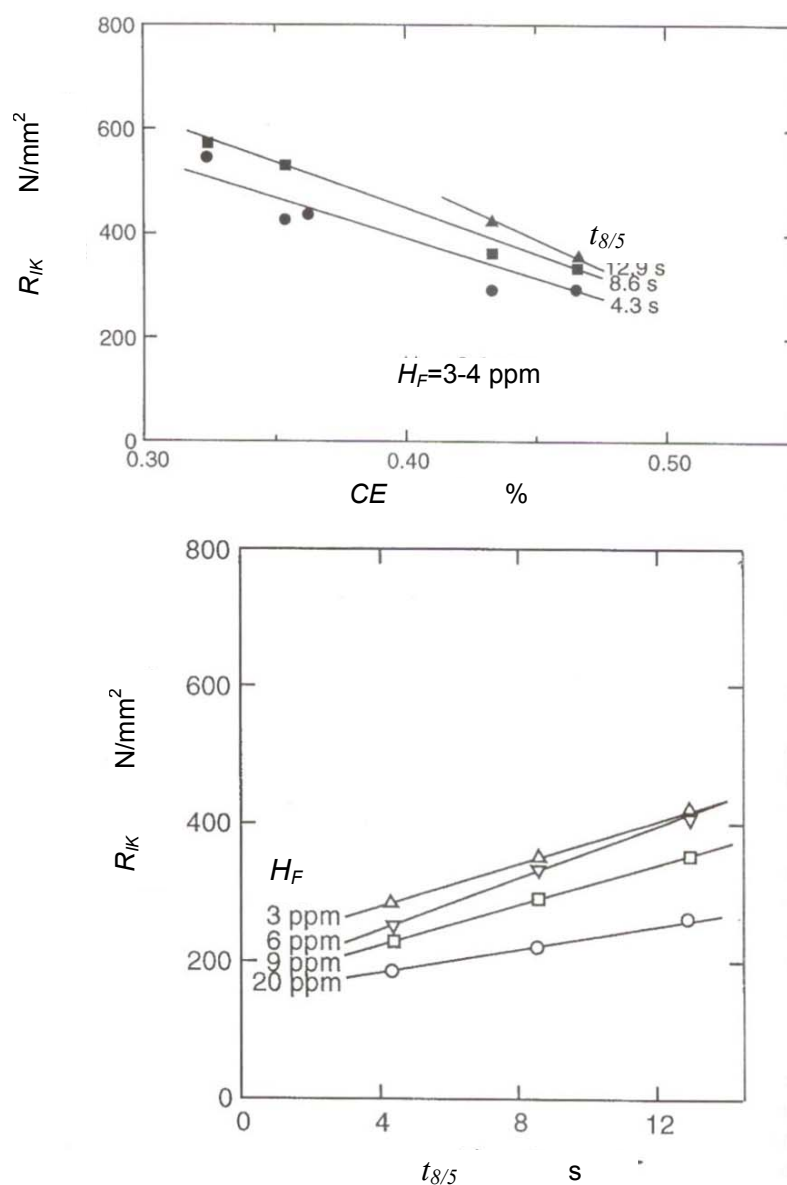 800
600
400
200
0
R_IK N/mm²
t_8/5
12.9 s
8.6 s
4.3 s
H_F=3-4 ppm
0.30 0.40 0.50
CE %
800
600
400
200
0
R_IK N/mm²
H_F
3 ppm
6 ppm
9 ppm
20 ppm
0 4 8 12
t_8/5 s